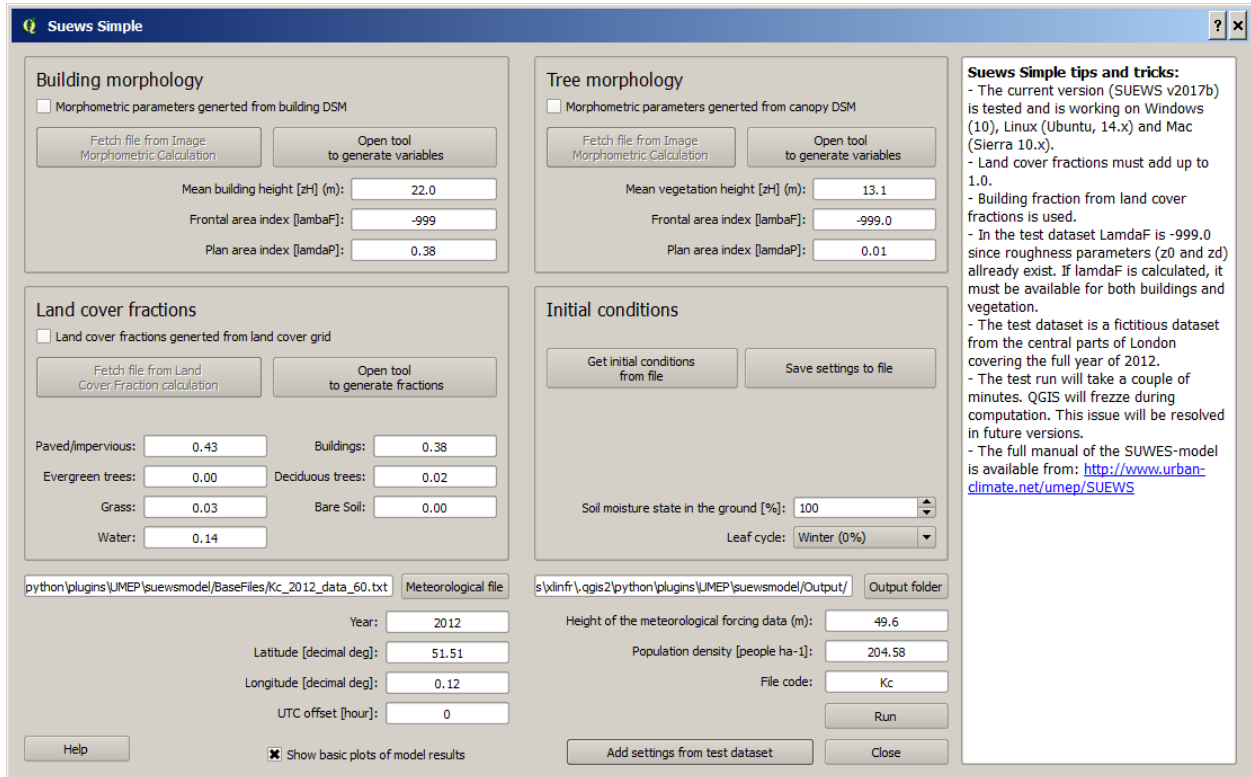 Suews Simple
Building morphology
Morphometric parameters generted from building DSM
Fetch file from Image
Morphometric Calculation
Open tool
to generate variables
Mean building height [zH] (m): 22.0
Frontal area index [lambaF]: -999
Plan area index [lamdaP]: 0.38
Tree morphology
Morphometric parameters generted from canopy DSM
Fetch file from Image
Morphometric Calculation
Open tool
to generate variables
Mean vegetation height [zH] (m): 13.1
Frontal area index [lambaF]: -999.0
Plan area index [lamdaP]: 0.01
Land cover fractions
Land cover fractions generted from land cover grid
Fetch file from Land
Cover Fraction calculation
Open tool
to generate fractions
Paved/impervious: 0.43 Buildings: 0.38
Evergreen trees: 0.00 Deciduous trees: 0.02
Grass: 0.03 Bare Soil: 0.00
Water: 0.14
Initial conditions
Get initial conditions
from file
Save settings to file
Soil moisture state in the ground [%]: 100
Leaf cycle: Winter (0%)
python\plugins\UMEP\suewsmodel/BaseFiles/Kc_2012_data_60.txt Meteorological file
Year: 2012
Latitude [decimal deg]: 51.51
Longitude [decimal deg]: 0.12
UTC offset [hour]: 0
Help
Show basic plots of model results
s\xlinfr\.qgis2\python\plugins\UMEP\suewsmodel/Output/ Output folder
Height of the meteorological forcing data (m): 49.6
Population density [people ha-1]: 204.58
File code: Kc
Run
Add settings from test dataset
Close
Suews Simple tips and tricks:
- The current version (SUEWS v2017b)
is tested and is working on Windows
(10), Linux (Ubuntu, 14.x) and Mac
(Sierra 10.x).
- Land cover fractions must add up to
1.0.
- Building fraction from land cover
fractions is used.
- In the test dataset LamdaF is -999.0
since roughness parameters (z0 and zd)
allready exist. If lamdaF is calculated, it
must be available for both buildings and
vegetation.
- The test dataset is a fictitious dataset
from the central parts of London
covering the full year of 2012.
- The test run will take a couple of
minutes. QGIS will frezze during
computation. This issue will be resolved
in future versions.
- The full manual of the SUWES-model
is available from: http://www.urban-
climate.net/umep/SUEWS